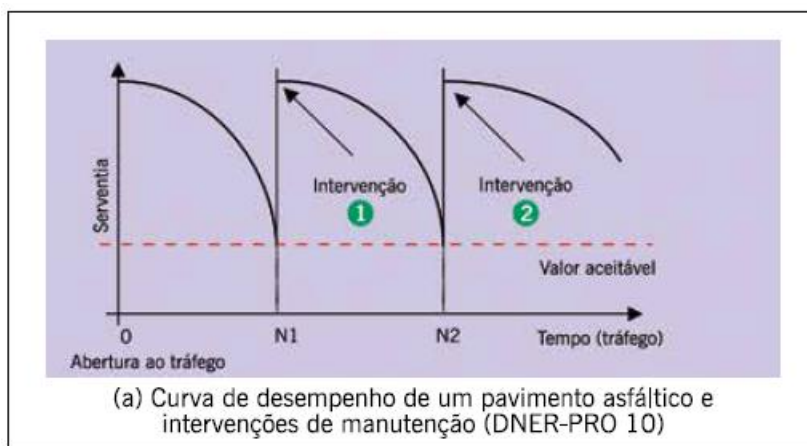 Serventia
Intervenção
1
Intervenção
2
Valor aceitável
0
N1
N2
Tempo (tráfego)
Abertura ao tráfego
(a) Curva de desempenho de um pavimento asfáltico e
intervenções de manutenção (DNER-PRO 10)